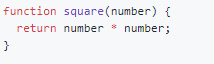 function square(number) {
  return number * number;
}